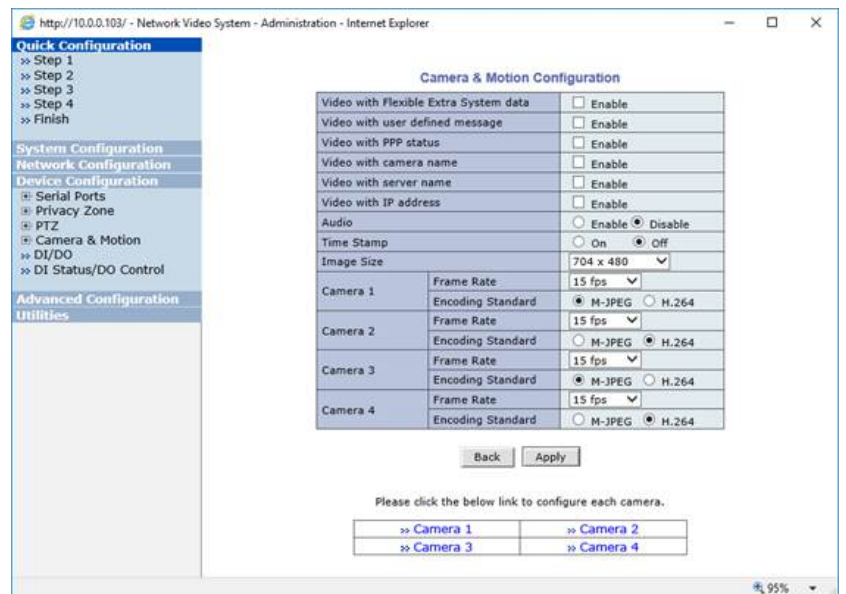 http://10.0.0.103/ - Network Video System - Administration - Internet Explorer
Quick Configuration
» Step 1
» Step 2
» Step 3
» Step 4
» Finish
System Configuration
Network Configuration
Device Configuration
Serial Ports
Privacy Zone
PTZ
Camera & Motion
» DI/DO
» DI Status/DO Control
Advanced Configuration
Utilities
Camera & Motion Configuration
Video with Flexible Extra System data Enable
Video with user defined message Enable
Video with PPP status Enable
Video with camera name Enable
Video with server name Enable
Video with IP address Enable
Audio Enable Disable
Time Stamp On Off
Image Size 704 x 480
Camera 1 Frame Rate 15 fps
Encoding Standard M-JPEG H.264
Camera 2 Frame Rate 15 fps
Encoding Standard M-JPEG H.264
Camera 3 Frame Rate 15 fps
Encoding Standard M-JPEG H.264
Camera 4 Frame Rate 15 fps
Encoding Standard M-JPEG H.264
Back Apply
Please click the below link to configure each camera.
» Camera 1 » Camera 2
» Camera 3 » Camera 4
95%